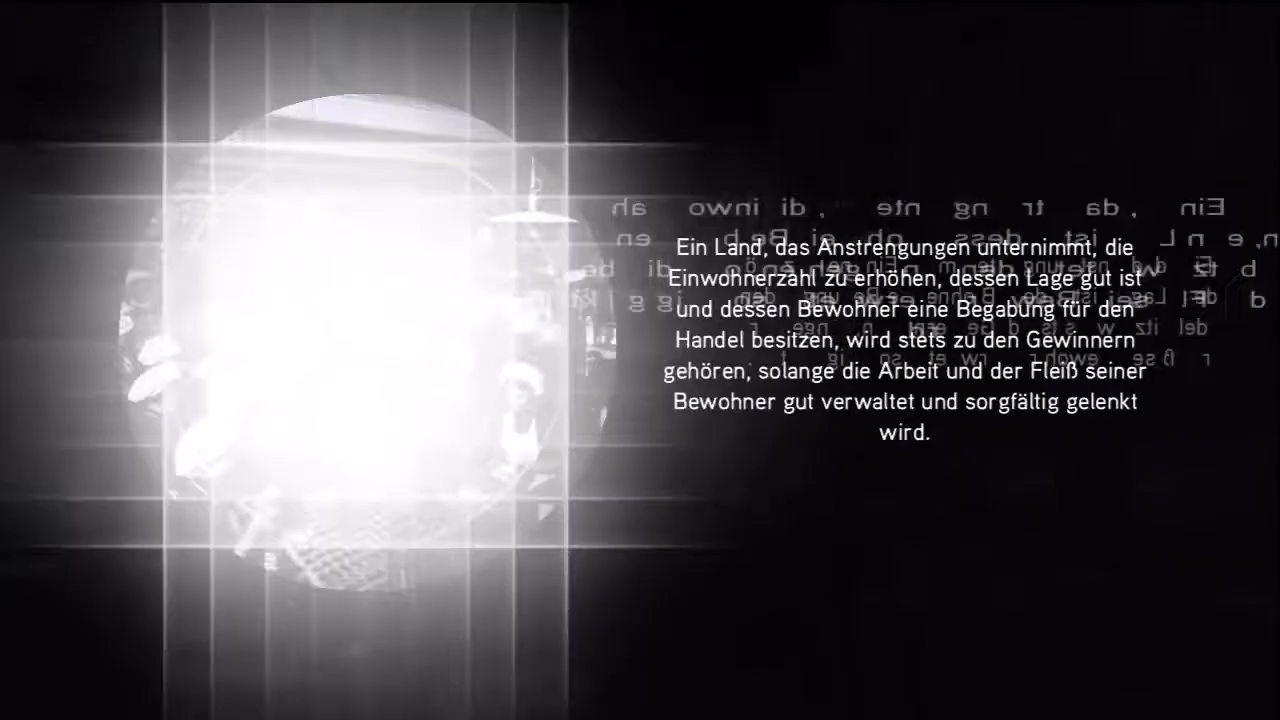 Ein Land, das Anstrengungen unternimmt, die
Einwohnerzahl zu erhöhen, dessen Lage gut ist
und dessen Bewohner eine Begabung für den
Handel besitzen, wird stets zu den Gewinnern
gehören, solange die Arbeit und der Fleiß seiner
Bewohner gut verwaltet und sorgfältig gelenkt
wird.